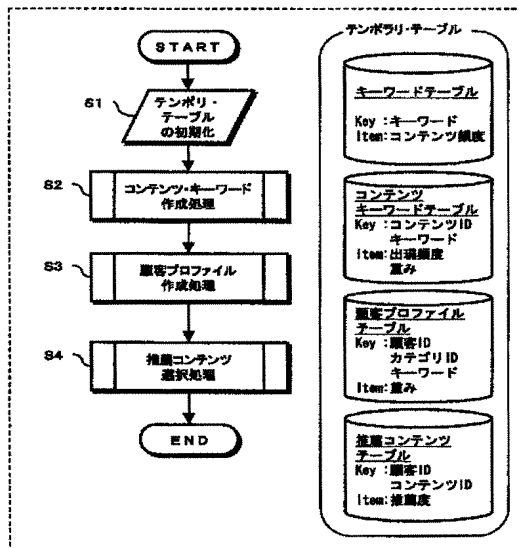 START
S1
テンポリ・
テーブル
の初期化
S2
コンテンツ・キーワード
作成処理
S3
顧客プロファイル
作成処理
S4
推薦コンテンツ
選択処理
END
テンポラリ・テーブル
キーワードテーブル
Key :キーワード
Item:コンテンツ頻度
コンテンツ
キーワードテーブル
Key :コンテンツID
キーワード
Item:出現頻度
重み
顧客プロファイル
テーブル
Key :顧客ID
カテゴリID
キーワード
Item:重み
推薦コンテンツ
テーブル
Key :顧客ID
コンテンツID
Item:推薦度